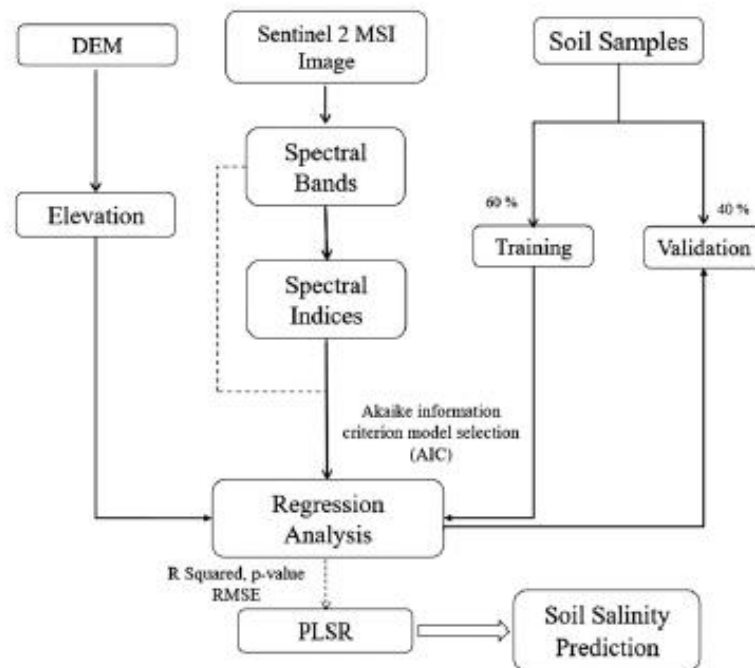 DEM
Sentinel 2 MSI
Image
Soil Samples
Spectral
Bands
Elevation
60 %
40 %
Training
Validation
Spectral
Indices
Akaike information
criterion model selection
(AIC)
Regression
Analysis
R Squared, p-value
RMSE
PLSR
Soil Salinity
Prediction